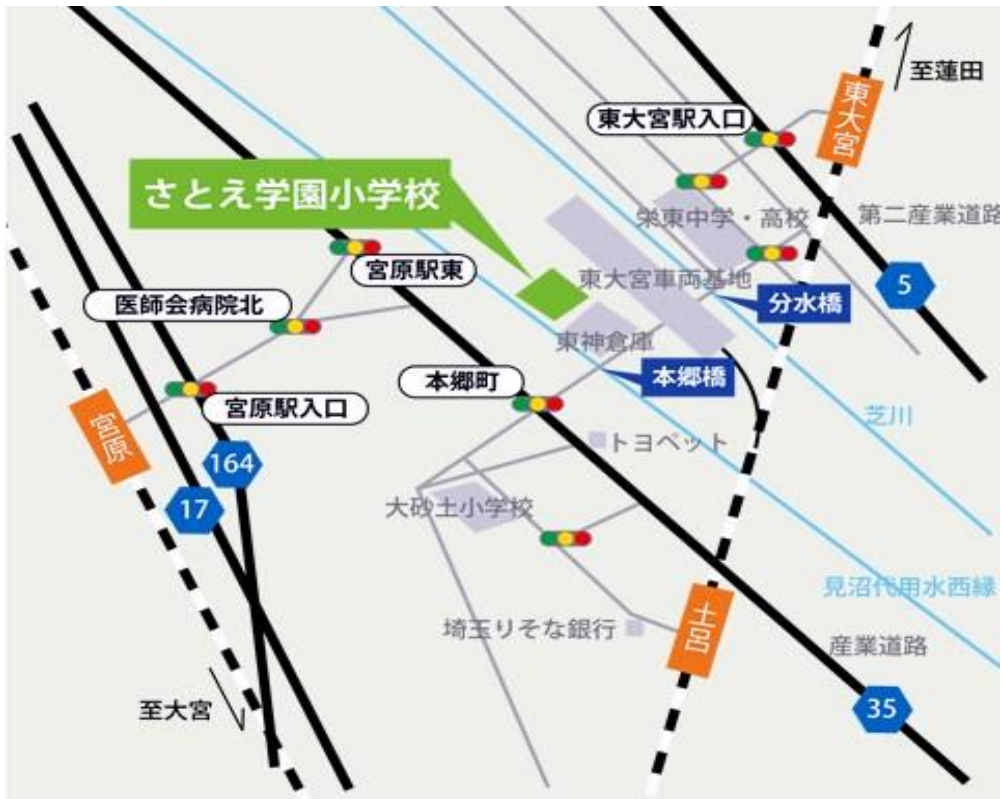 至蓮田
東大宮
東大宮駅入口
さとえ学園小学校
栄東中学・高校
第二産業道路
宮原駅東
東大宮車両基地
5
医師会病院北
分水橋
東神倉庫
本郷橋
本郷町
宮原駅入口
宮原
芝川
トヨペット
164
17
大砂土小学校
見沼代用水西縁
土呂
埼玉りそな銀行
産業道路
至大宮
35